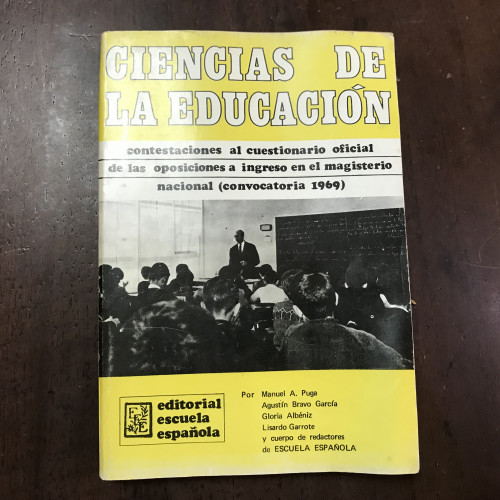 CIENCIAS DE
LA EDUCACIÓN
contestaciones al cuestionario oficial
de las oposiciones a ingreso en el magisterio
nacional (convocatoria 1969)
editorial
escuela
española
Por Manuel A. Puga
Agustín Bravo García
Gloria Albéniz
Lisardo Garrote
y cuerpo de redactores
de ESCUELA ESPAÑOLA